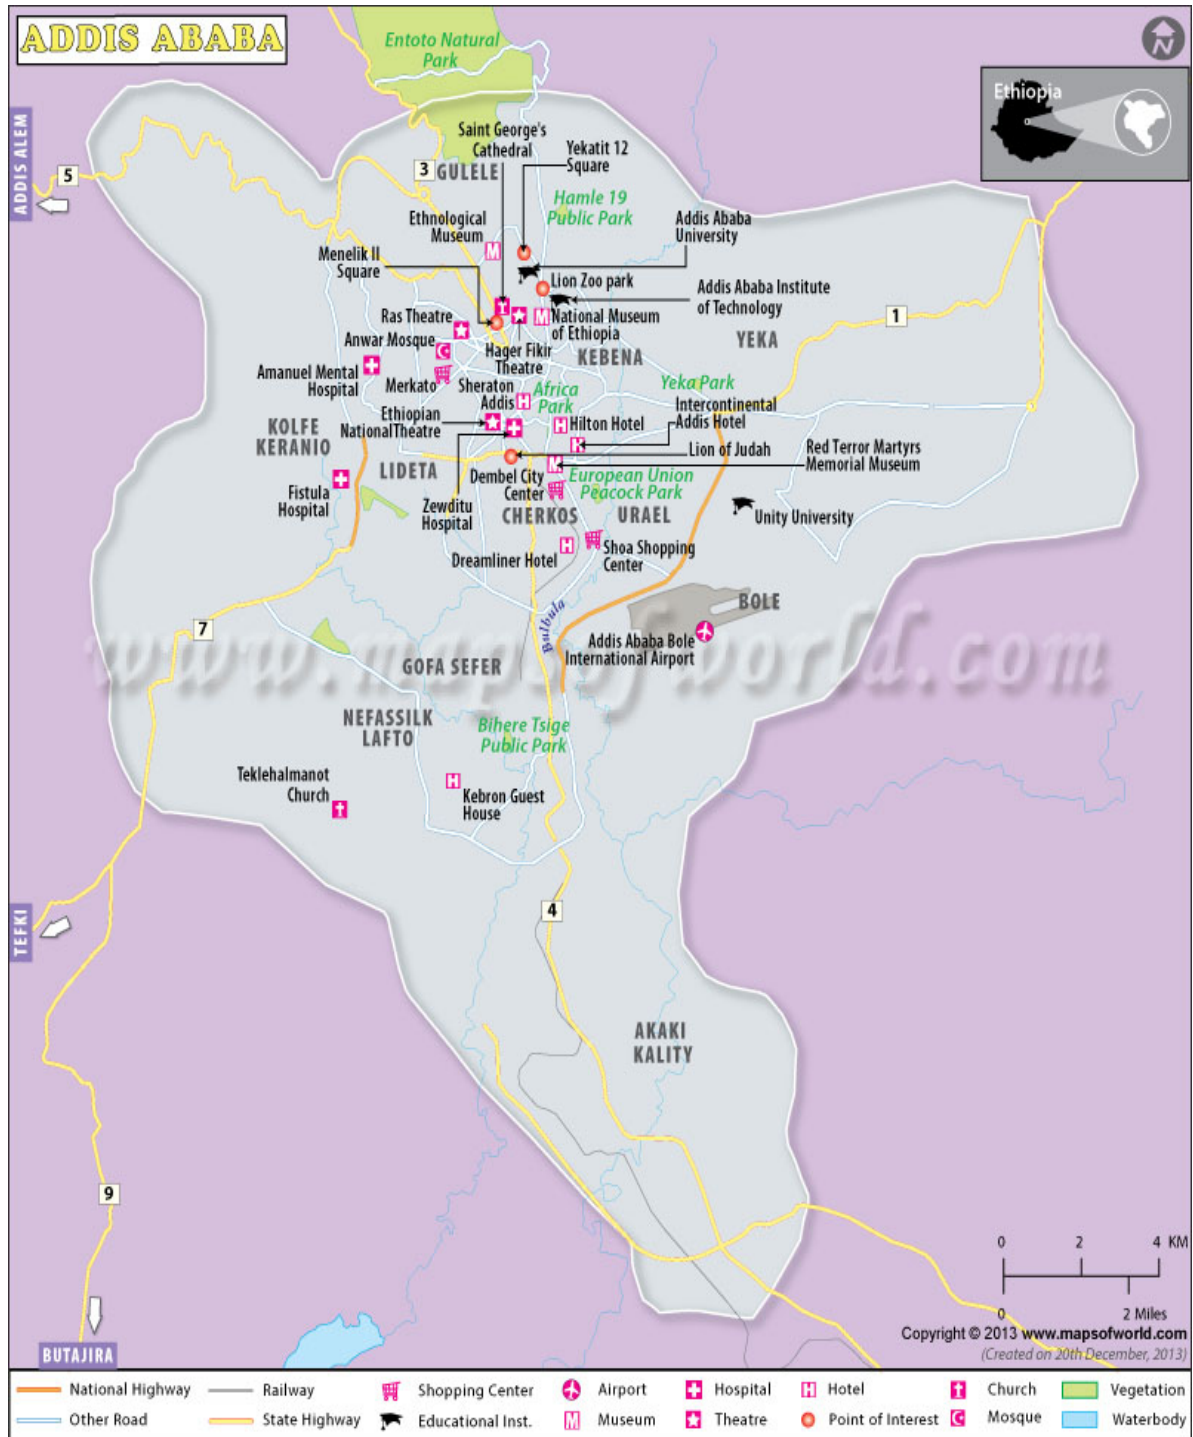 ADDIS ABABA
Entoto Natural
Park
N
Ethiopia
ADDIS ALEM
5
3
GULELE
Saint George's
Cathedral
Yekatit 12
Square
Hamle 19
Public Park
Ethnological
Museum
M
Addis Ababa
University
Menelik II
Square
Lion Zoo park
Addis Ababa Institute
of Technology
1
Ras Theatre
National Museum
of Ethiopia
M
YEKA
Anwar Mosque
Hager Fikir
Theatre
KEBENA
Amanuel Mental
Hospital
Merkato
Sheraton
Addis
H
Africa
Park
Yeka Park
Intercontinental
Addis Hotel
H
Ethiopian
NationalTheatre
Hilton Hotel
H
KOLFE
KERANIO
Lion of Judah
Red Terror Martyrs
Memorial Museum
M
LIDETA
Dembel City
Center
European Union
Peacock Park
Fistula
Hospital
Zewditu
Hospital
CHERKOS
URAEL
Unity University
Dreamliner Hotel
H
Shoa Shopping
Center
BOLE
Bulbula
7
Addis Ababa Bole
International Airport
www.mapsofworld.com
GOFA SEFER
NEFASSILK
LAFTO
Bihere Tsige
Public Park
Teklehalmanot
Church
H
Kebron Guest
House
TEFKI
4
AKAKI
KALITY
9
0 2 4 KM
0 2 Miles
BUTAJIRA
Copyright © 2013 www.mapsofworld.com
(Created on 20th December, 2013)
National Highway Railway Shopping Center Airport Hospital H Hotel Church Vegetation
Other Road State Highway Educational Inst. M Museum Theatre Point of Interest Mosque Waterbody